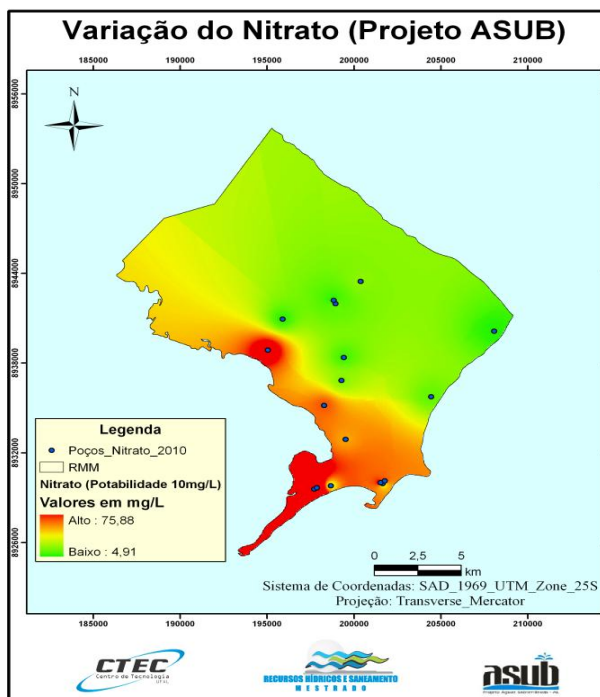 Variação do Nitrato (Projeto ASUB)
185000 190000 195000 200000 205000 210000
8956000
8950000
8944000
8938000
8932000
8926000
N
Legenda
Poços_Nitrato_2010
RMM
Nitrato (Potabilidade 10mg/L)
Valores em mg/L
Alto : 75,88
Baixo : 4,91
0 2,5 5
km
Sistema de Coordenadas: SAD_1969_UTM_Zone_25S
Projeção: Transverse_Mercator
185000 190000 195000 200000 205000 210000
CTEC
Centro de Tecnologia
UFAL
RECURSOS HÍDRICOS E SANEAMENTO
MESTRADO
asub